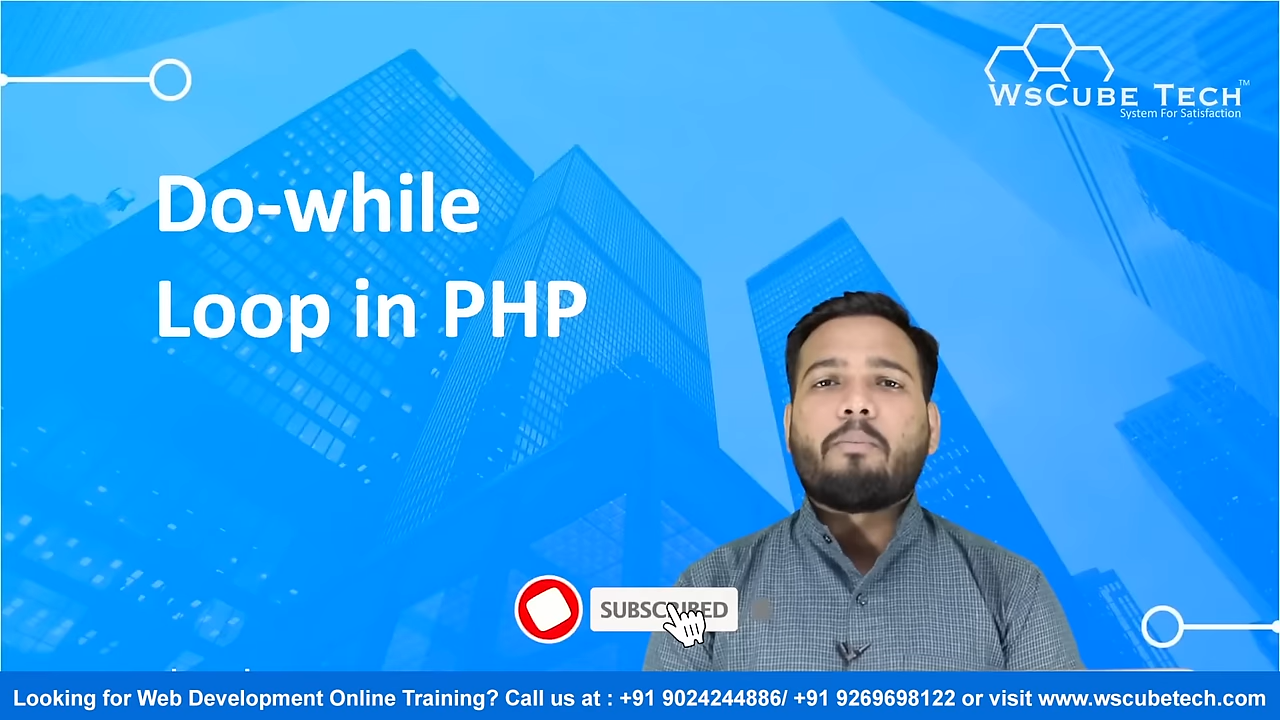 WSCUBE TECH™
System For Satisfaction
Do-while
Loop in PHP
SUBSCRIBED
Looking for Web Development Online Training? Call us at : +91 9024244886/ +91 9269698122 or visit www.wscubetech.com